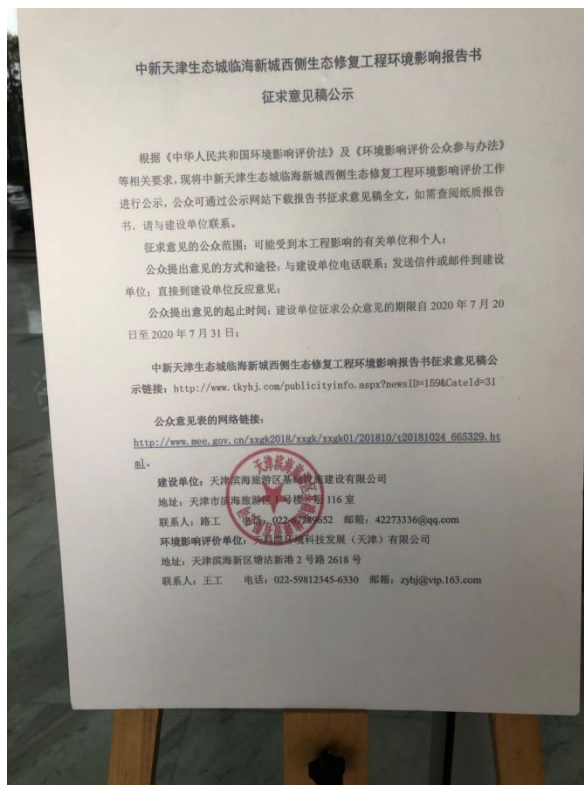 中新天津生态城临海新城西侧生态修复工程环境影响报告书
征求意见稿公示
根据《中华人民共和国环境影响评价法》及《环境影响评价公众参与办法》
等相关要求，现将中新天津生态城临海新城西侧生态修复工程环境影响评价工作
进行公示，公众可通过公示网站下载报告书征求意见稿全文，如需查阅纸质报告
书，请与建设单位联系。
征求意见的公众范围：可能受到本工程影响的有关单位和个人；
公众提出意见的方式和途径：与建设单位电话联系；发送信件或邮件到建设
单位；直接到建设单位反应意见；
公众提出意见的起止时间：建设单位征求公众意见的期限自 2020 年 7 月 20
日至 2020 年 7 月 31 日；
中新天津生态城临海新城西侧生态修复工程环境影响报告书征求意见稿公
示链接：http://www.tkyhj.com/publicityinfo.aspx?newsID=159&CateId=31
公众意见表的网络链接：
http://www.mee.gov.cn/xxgk2018/xxgk/xxgk01/201810/t20181024_665329.ht
ml。
建设单位：天津滨海旅游区基础设施建设有限公司
地址：天津市滨海旅游区 1 号楼 116 室
联系人：路工 电话：022-67289652 邮箱：42273336@qq.com
环境影响评价单位：天科院环境科技发展（天津）有限公司
地址：天津滨海新区塘沽新港 2 号路 2618 号
联系人：王工 电话：022-59812345-6330 邮箱：zyhj@vip.163.com